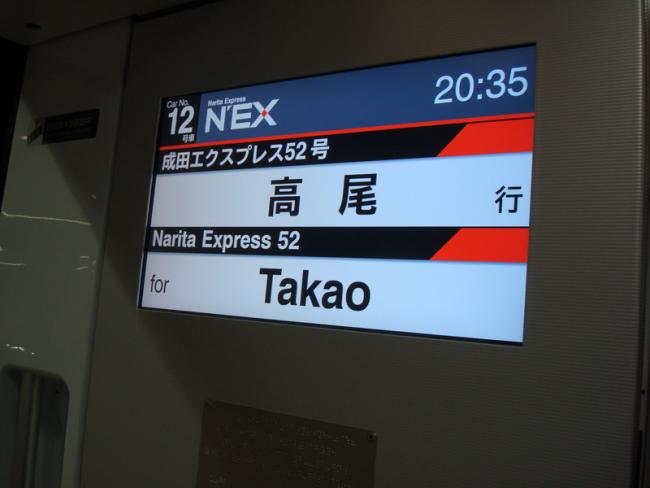 Car No.
12
号車
Narita Express
N'EX
20:35
成田エクスプレス52号
高尾 行
Narita Express 52
for Takao